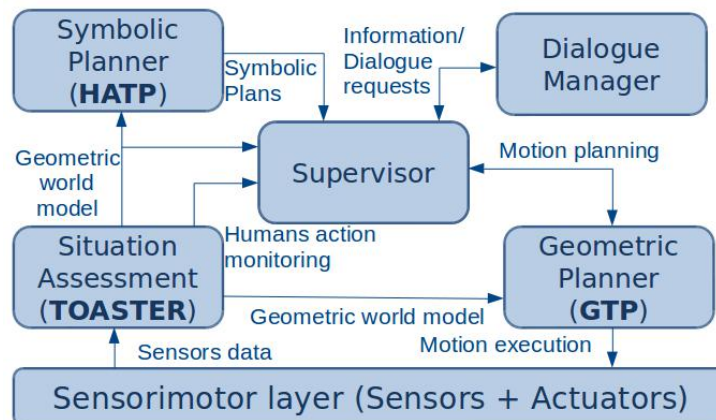 Symbolic
Planner
(HATP)
Symbolic
Plans
Information/
Dialogue
requests
Dialogue
Manager
Geometric
world
model
Supervisor
Motion planning
Situation
Assessment
(TOASTER)
Humans action
monitoring
Geometric
Planner
(GTP)
Geometric world model
Sensors data
Motion execution
Sensorimotor layer (Sensors + Actuators)